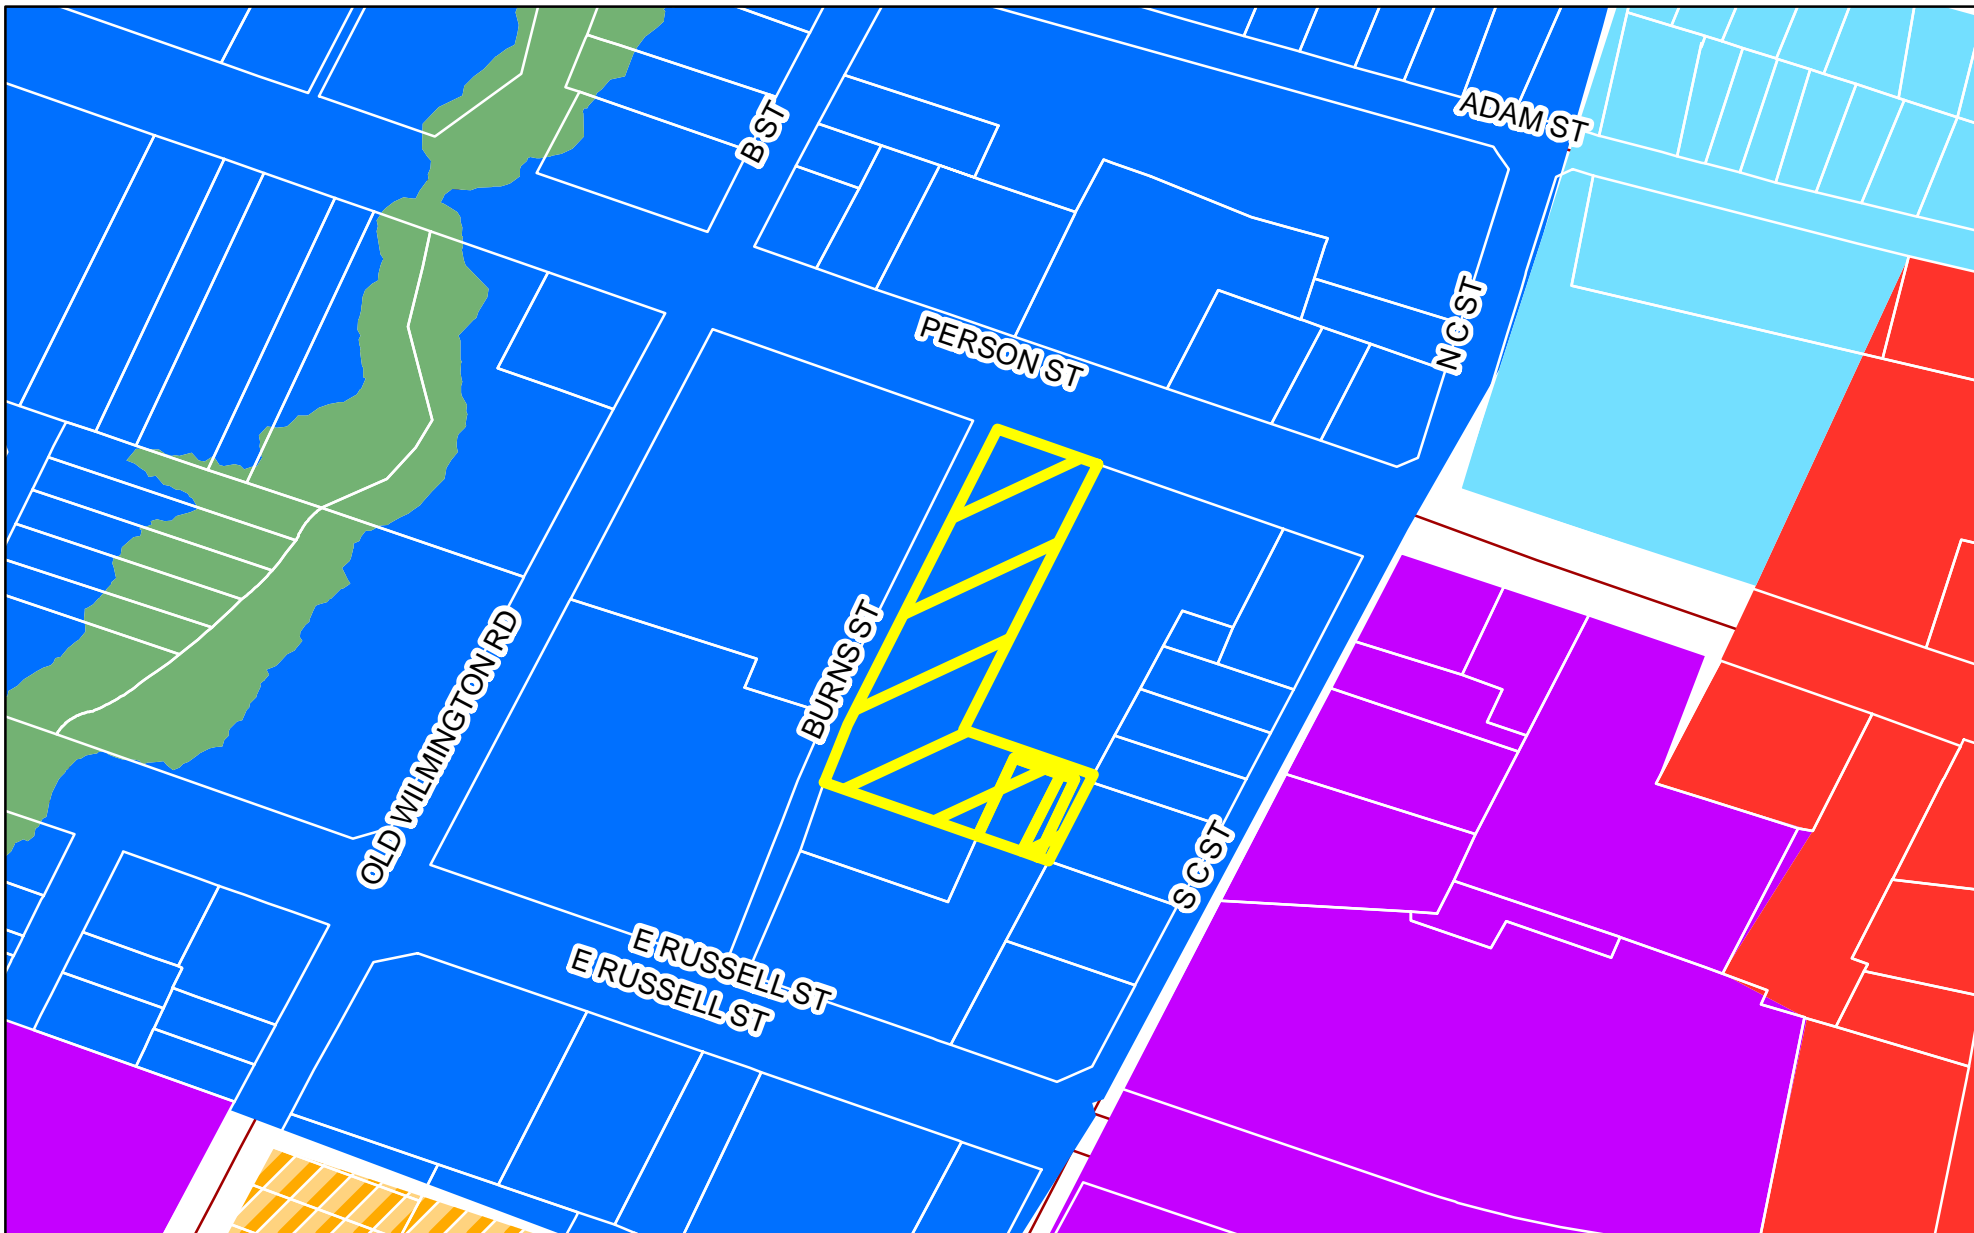 ADAM ST
B ST
N C ST
PERSON ST
BURNS ST
OLD WILMINGTON RD
S C ST
E RUSSELL ST
E RUSSELL ST